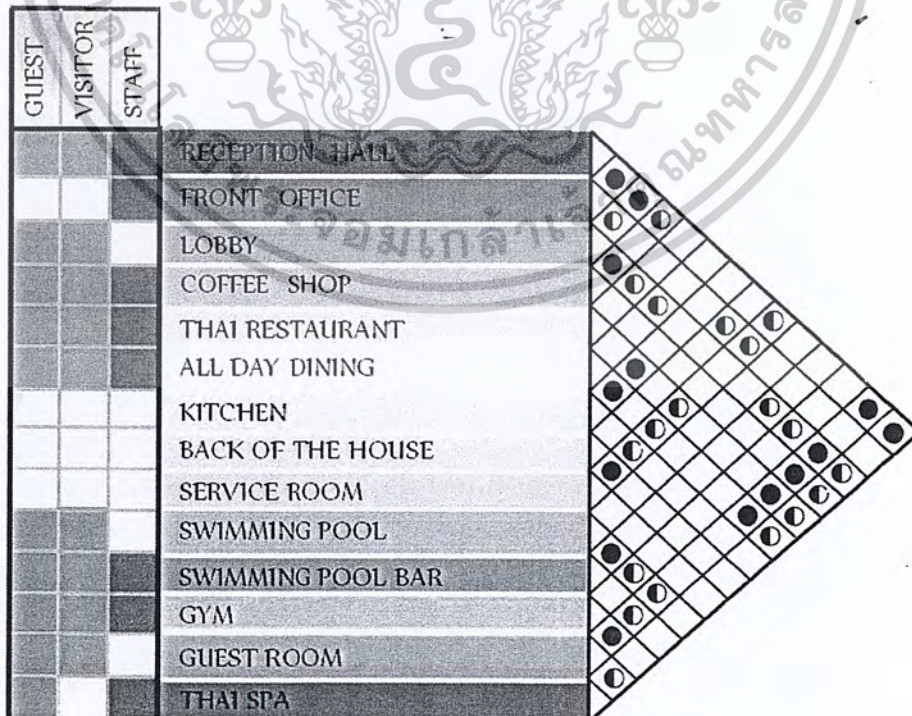 GUEST
VISITOR
STAFF
RECEPTION HALL
FRONT OFFICE
LOBBY
COFFEE SHOP
THAI RESTAURANT
ALL DAY DINING
KITCHEN
BACK OF THE HOUSE
SERVICE ROOM
SWIMMING POOL
SWIMMING POOL BAR
GYM
GUEST ROOM
THAI SPA